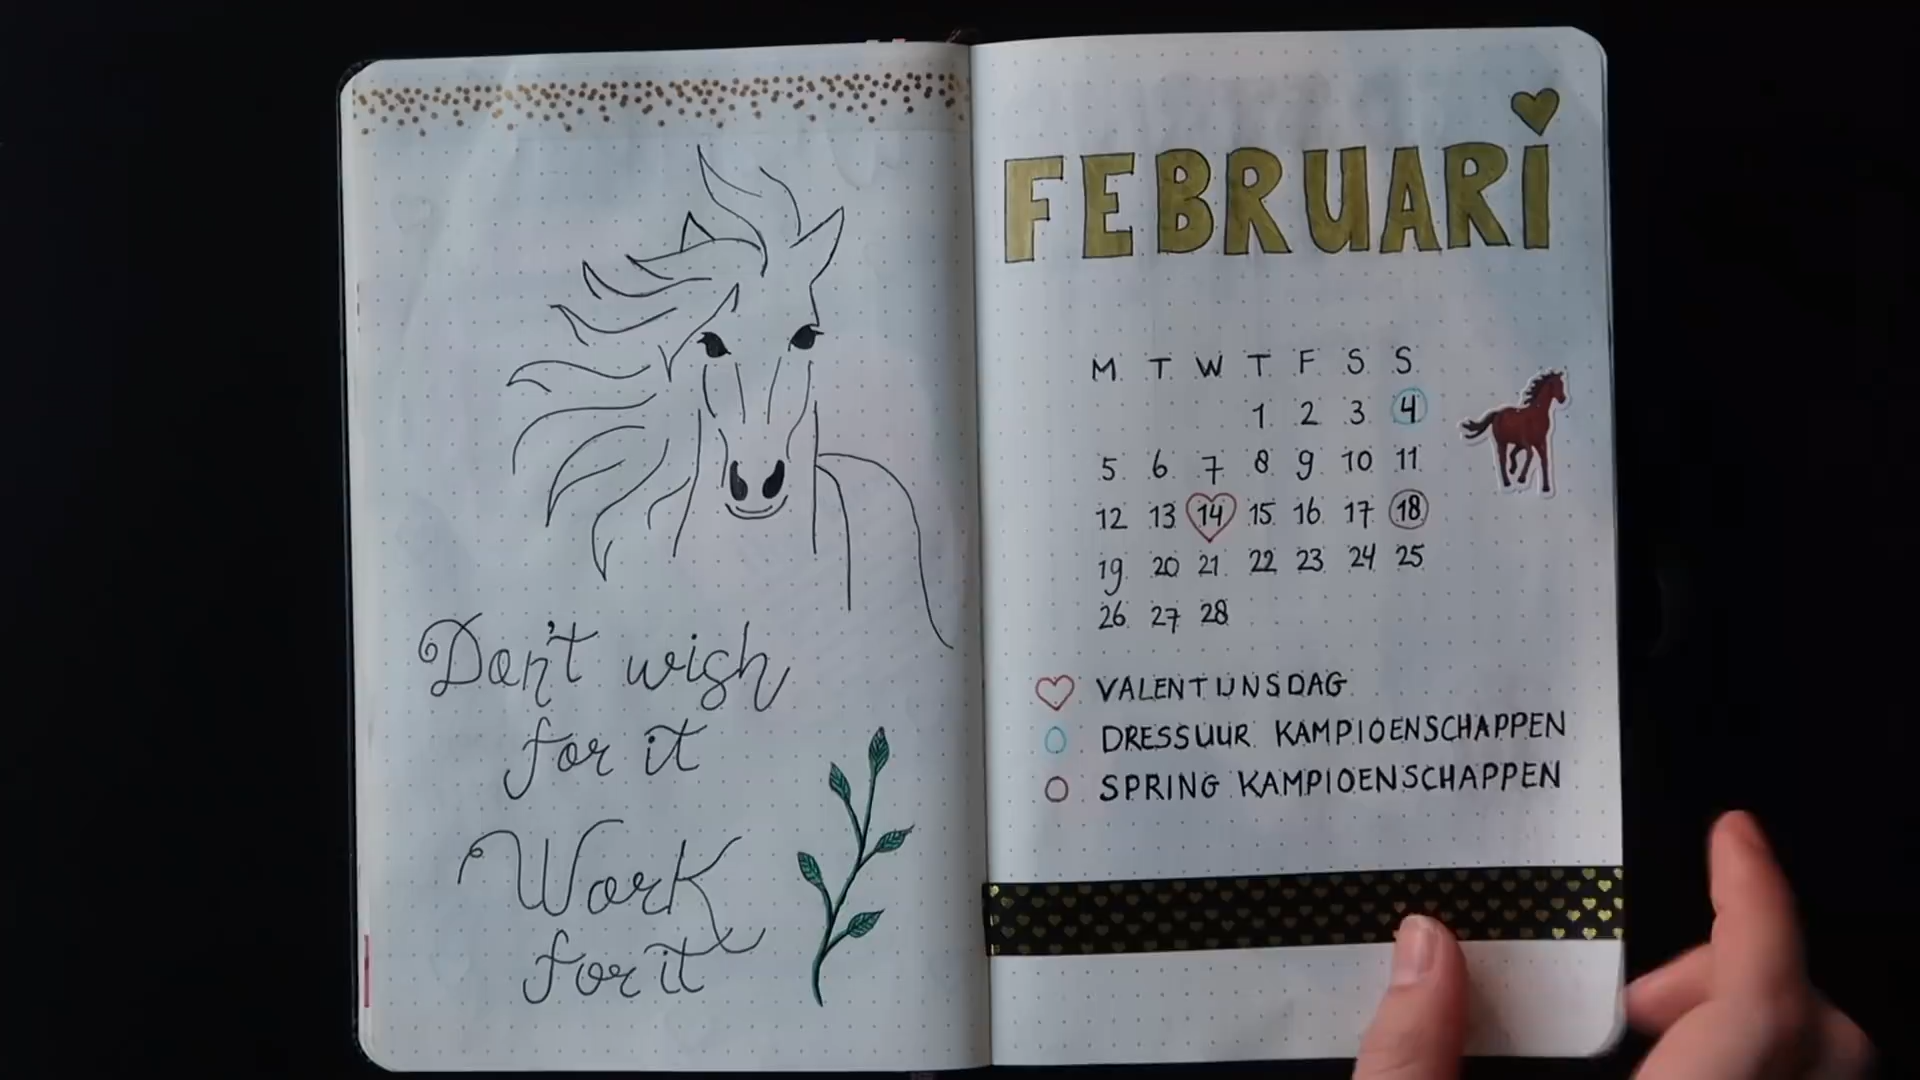 Don't wish
for it
Work
for it
FEBRUARI
M T W T F S S
1 2 3 4
5 6 7 8 9 10 11
12 13 14 15 16 17 18
19 20 21 22 23 24 25
26 27 28
VALENTIJNSDAG
DRESSUUR KAMPIOENSCHAPPEN
SPRING KAMPIOENSCHAPPEN